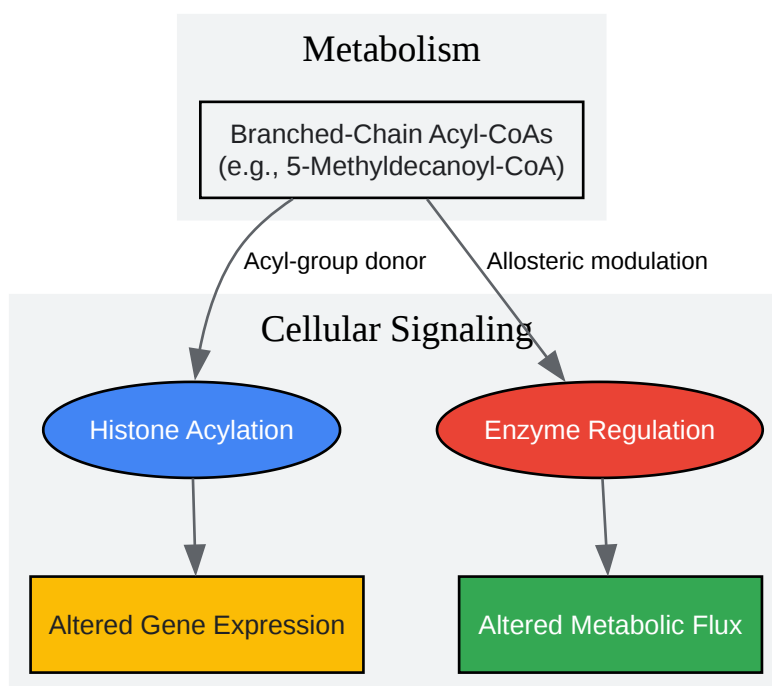 Metabolism
Branched-Chain Acyl-CoAs
(e.g., 5-Methyldecanoyl-CoA)
Acyl-group donor
Allosteric modulation
Cellular Signaling
Histone Acylation
Enzyme Regulation
Altered Gene Expression
Altered Metabolic Flux